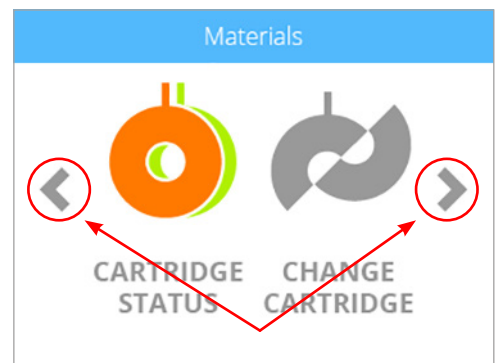 Materials
CARTRIDGE
STATUS
CHANGE
CARTRIDGE